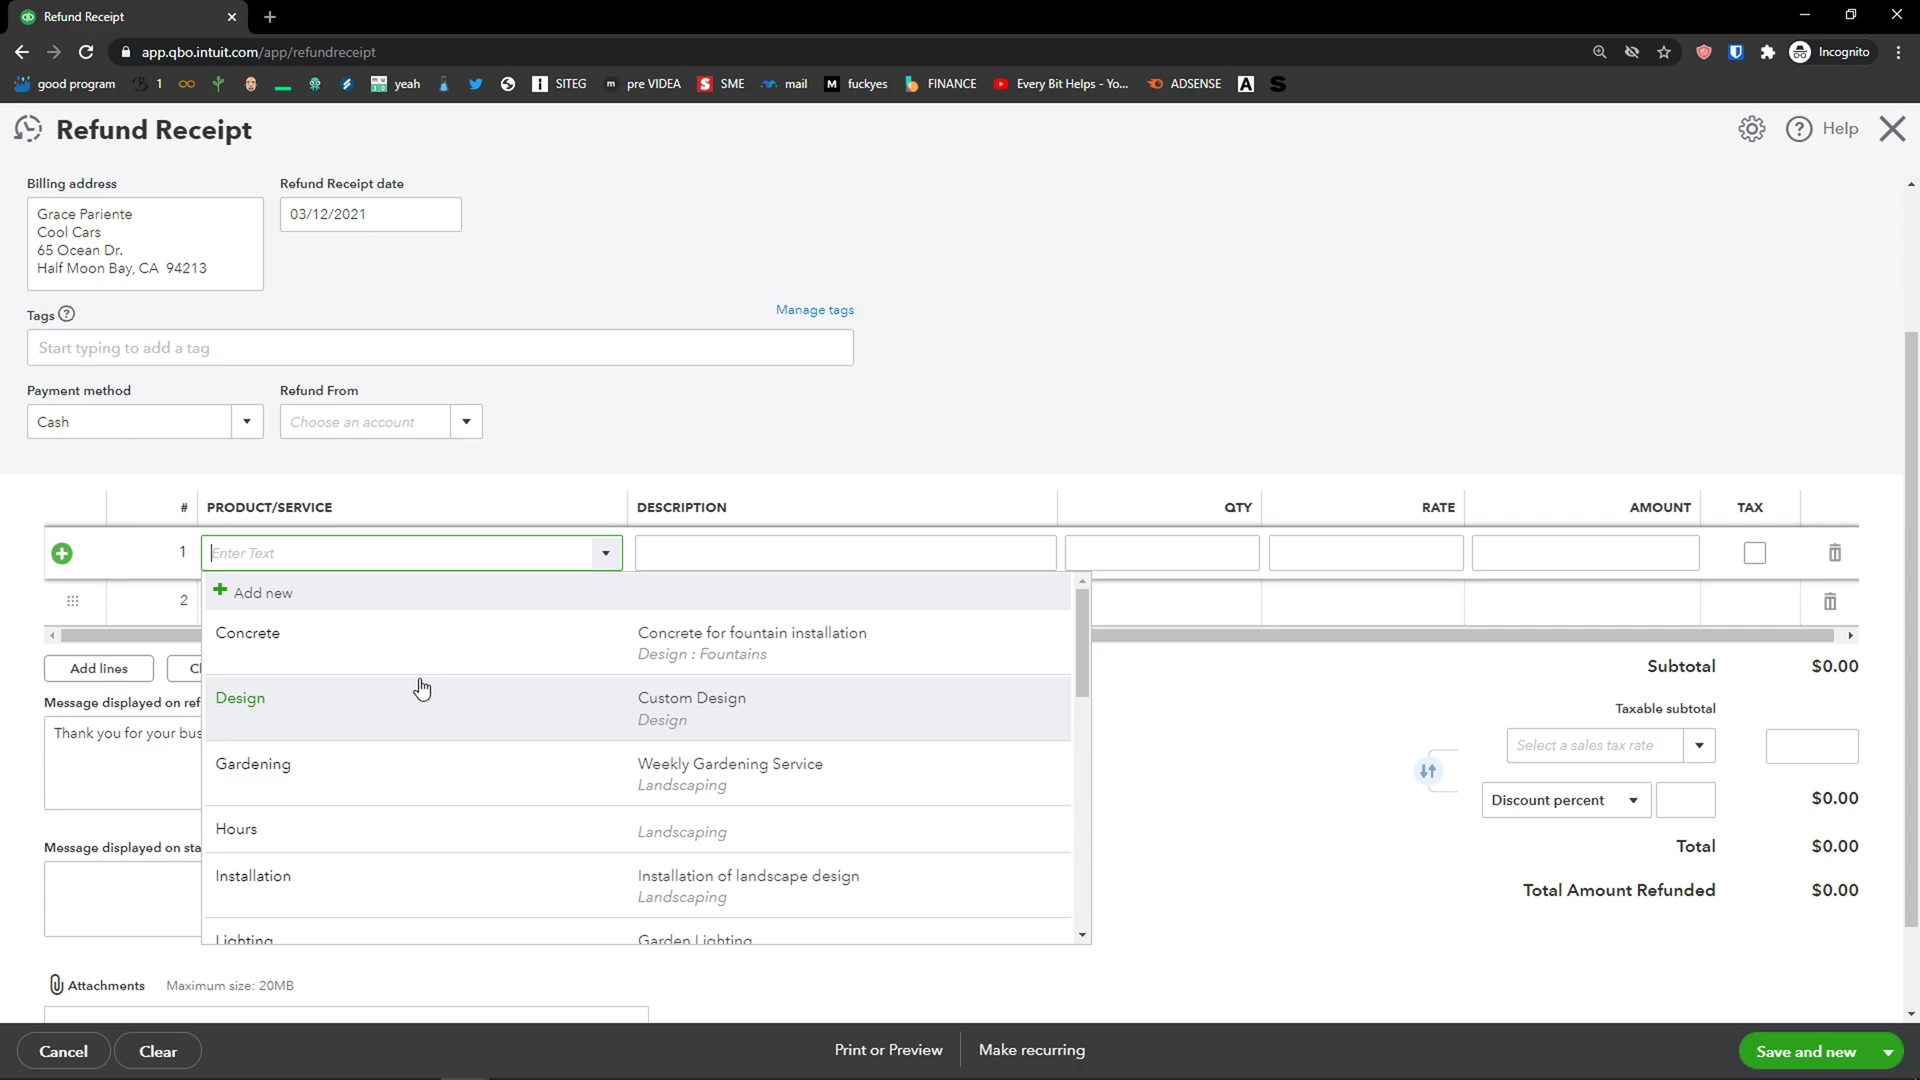 Refund Receipt
app.qbo.intuit.com/app/refundreceipt
Incognito
good program
1
yeah
SITEG
pre VIDEA
SME
mail
fuckyes
FINANCE
Every Bit Helps - Yo...
ADSENSE
Refund Receipt
Help
Billing address
Refund Receipt date
Grace Pariente
Cool Cars
65 Ocean Dr.
Half Moon Bay, CA 94213
03/12/2021
Tags
Manage tags
Start typing to add a tag
Payment method
Refund From
Cash
Choose an account
# PRODUCT/SERVICE DESCRIPTION QTY RATE AMOUNT TAX
1 Enter Text
Add new
2
Concrete
Concrete for fountain installation
Design : Fountains
Design
Custom Design
Design
Gardening
Weekly Gardening Service
Landscaping
Hours
Landscaping
Installation
Installation of landscape design
Landscaping
Lighting
Garden Lighting
Add lines
Cl
Message displayed on ref
Thank you for your bus
Message displayed on sta
Subtotal $0.00
Taxable subtotal
Select a sales tax rate
Discount percent
$0.00
Total $0.00
Total Amount Refunded $0.00
Attachments Maximum size: 20MB
Cancel
Clear
Print or Preview
Make recurring
Save and new